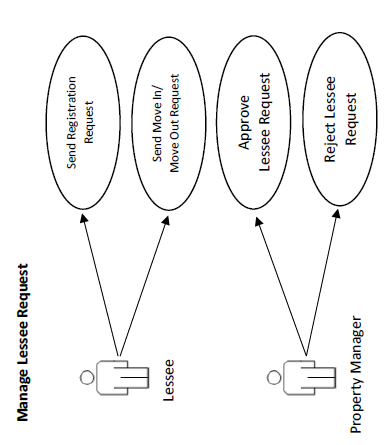 Manage Lessee Request
Send Registration
Request
Send Move In/
Move Out Request
Lessee
Approve
Lessee Request
Reject Lessee
Request
Property Manager